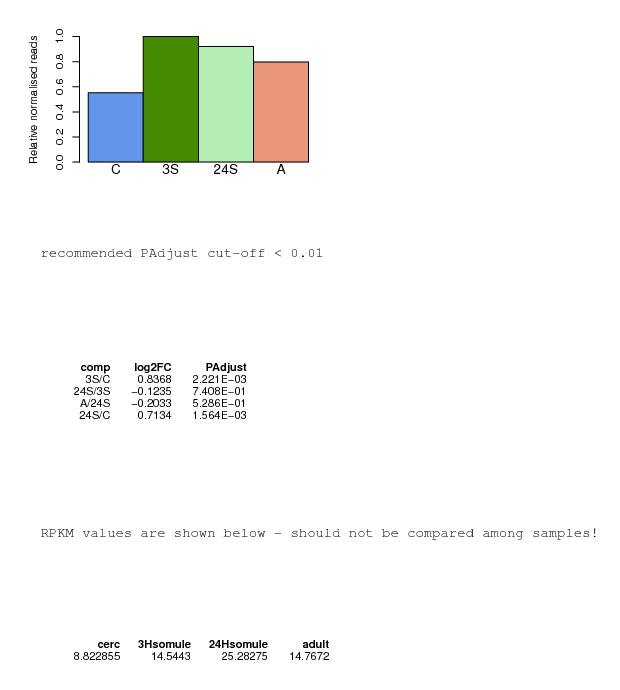 Relative normalised reads
1.0
0.8
0.6
0.4
0.2
0.0
C 3S 24S A
recommended PAdjust cut-off < 0.01
comp log2FC PAdjust
3S/C 0.8368 2.221E-03
24S/3S -0.1235 7.408E-01
A/24S -0.2033 5.286E-01
24S/C 0.7134 1.564E-03
RPKM values are shown below - should not be compared among samples!
cerc 3Hsomule 24Hsomule adult
8.822855 14.5443 25.28275 14.7672